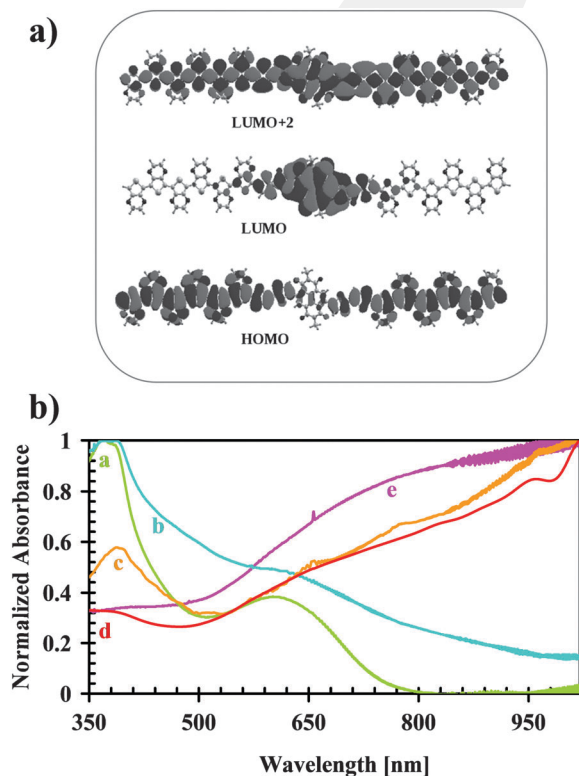 a)
LUMO+2
LUMO
HOMO
b)
Normalized Absorbance
1
0.8
0.6
0.4
0.2
0
a
b
c
d
e
350
500
650
800
950
Wavelength [nm]